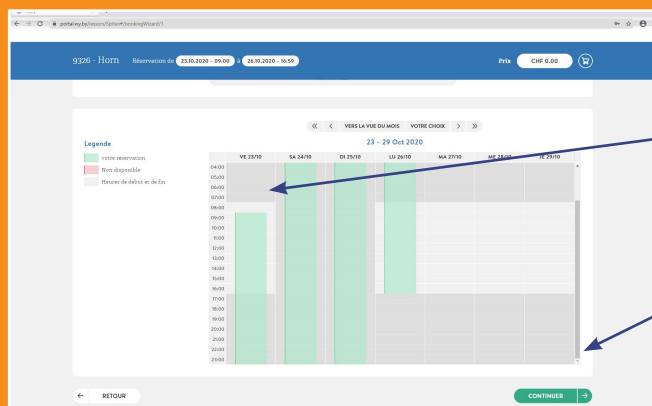 portal.ey.by/lessors/Spitex#/bookingWizard/1
9326 - Horn Réservation de 23.10.2020 - 09:00 à 26.10.2020 - 16:59 Prix CHF 0.00
VERS LA VUE DU MOIS VOTRE CHOIX
23 – 29 Oct 2020
Legende
votre réservation
Non disponible
Heures de début et de fin
VE 23/10 SA 24/10 DI 25/10 LU 26/10 MA 27/10 ME 28/10 JE 29/10
04:00
05:00
06:00
07:00
08:00
09:00
10:00
11:00
12:00
13:00
14:00
15:00
16:00
17:00
18:00
19:00
20:00
21:00
22:00
23:00
RETOUR CONTINUER